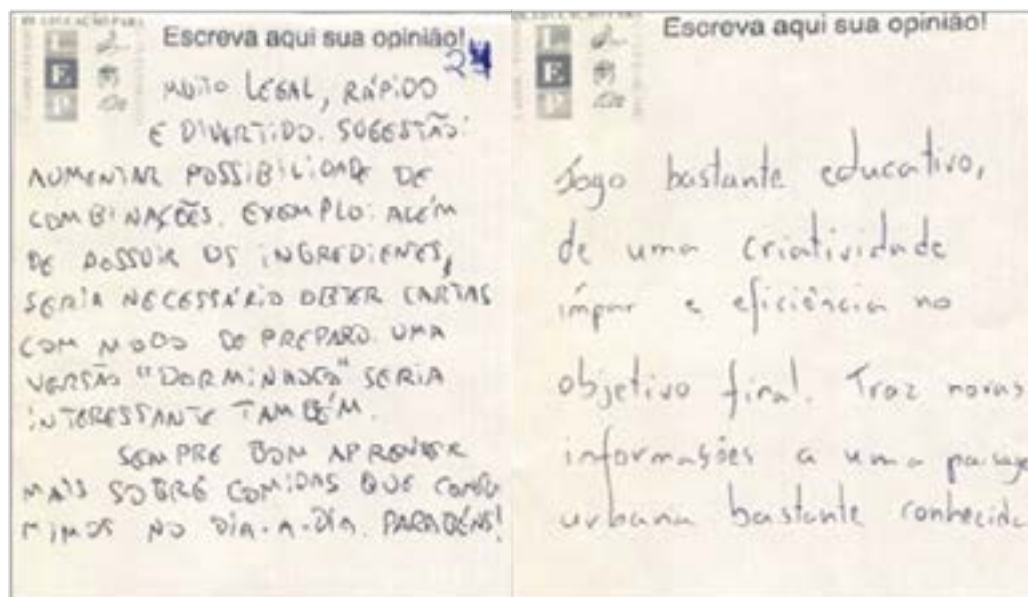 Escreva aqui sua opinião!
MUITO LEGAL, RÁPIDO
E DIVERTIDO. SUGESTÃO:
AUMENTAR POSSIBILIDADE DE
COMBINAÇÕES. EXEMPLO: ALÉM
DE POSSUIR OS INGREDIENES,
SERIA NECESSÁRIO OBTER CARTAS
COM MODO DE PREPARO. UMA
VERSÃO "DORMINHOCO" SERIA
INTERESSANTE TAMBÉM.
SEMPRE BOM APRENDER
MAIS SOBRE COMIDAS QUE CONSU
MIMOS NO DIA-A-DIA. PARABÉNS!
Escreva aqui sua opinião!
Jogo bastante educativo,
de uma criatividade
ímpar e eficiência no
objetivo final. Traz novas
informações a uma paisage
urbana bastante conhecida